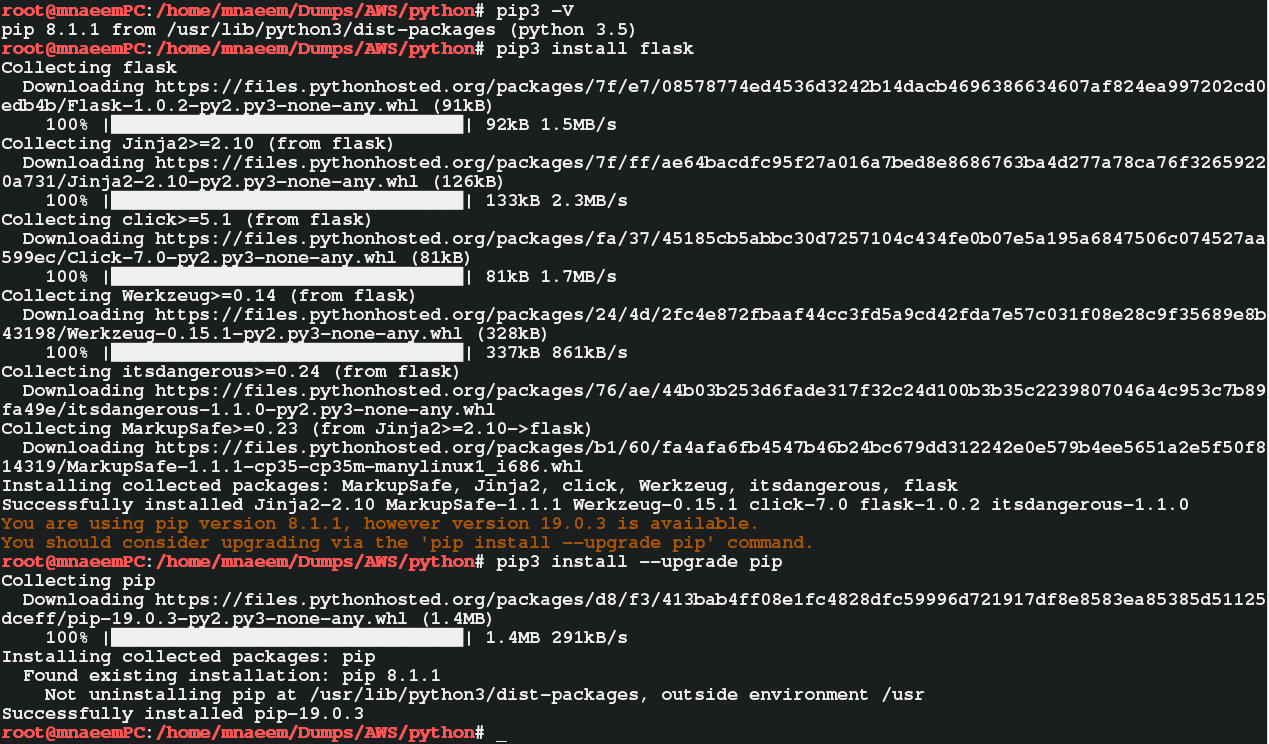 root@mnaeemPC:/home/mnaeem/Dumps/AWS/python# pip3 -V
pip 8.1.1 from /usr/lib/python3/dist-packages (python 3.5)
root@mnaeemPC:/home/mnaeem/Dumps/AWS/python# pip3 install flask
Collecting flask
  Downloading https://files.pythonhosted.org/packages/7f/e7/08578774ed4536d3242b14dacb4696386634607af824ea997202cd0
edb4b/Flask-1.0.2-py2.py3-none-any.whl (91kB)
    100% |████████████████████████████████| 92kB 1.5MB/s
Collecting Jinja2>=2.10 (from flask)
  Downloading https://files.pythonhosted.org/packages/7f/ff/ae64bacdfc95f27a016a7bed8e8686763ba4d277a78ca76f3265922
0a731/Jinja2-2.10-py2.py3-none-any.whl (126kB)
    100% |████████████████████████████████| 133kB 2.3MB/s
Collecting click>=5.1 (from flask)
  Downloading https://files.pythonhosted.org/packages/fa/37/45185cb5abbc30d7257104c434fe0b07e5a195a6847506c074527aa
599ec/Click-7.0-py2.py3-none-any.whl (81kB)
    100% |████████████████████████████████| 81kB 1.7MB/s
Collecting Werkzeug>=0.14 (from flask)
  Downloading https://files.pythonhosted.org/packages/24/4d/2fc4e872fbaaf44cc3fd5a9cd42fda7e57c031f08e28c9f35689e8b
43198/Werkzeug-0.15.1-py2.py3-none-any.whl (328kB)
    100% |████████████████████████████████| 337kB 861kB/s
Collecting itsdangerous>=0.24 (from flask)
  Downloading https://files.pythonhosted.org/packages/76/ae/44b03b253d6fade317f32c24d100b3b35c2239807046a4c953c7b89
fa49e/itsdangerous-1.1.0-py2.py3-none-any.whl
Collecting MarkupSafe>=0.23 (from Jinja2>=2.10->flask)
  Downloading https://files.pythonhosted.org/packages/b1/60/fa4afa6fb4547b46b24bc679dd312242e0e579b4ee5651a2e5f50f8
14319/MarkupSafe-1.1.1-cp35-cp35m-manylinux1_i686.whl
Installing collected packages: MarkupSafe, Jinja2, click, Werkzeug, itsdangerous, flask
Successfully installed Jinja2-2.10 MarkupSafe-1.1.1 Werkzeug-0.15.1 click-7.0 flask-1.0.2 itsdangerous-1.1.0
You are using pip version 8.1.1, however version 19.0.3 is available.
You should consider upgrading via the 'pip install --upgrade pip' command.
root@mnaeemPC:/home/mnaeem/Dumps/AWS/python# pip3 install --upgrade pip
Collecting pip
  Downloading https://files.pythonhosted.org/packages/d8/f3/413bab4ff08e1fc4828dfc59996d721917df8e8583ea85385d51125
dceff/pip-19.0.3-py2.py3-none-any.whl (1.4MB)
    100% |████████████████████████████████| 1.4MB 291kB/s
Installing collected packages: pip
  Found existing installation: pip 8.1.1
    Not uninstalling pip at /usr/lib/python3/dist-packages, outside environment /usr
Successfully installed pip-19.0.3
root@mnaeemPC:/home/mnaeem/Dumps/AWS/python# _